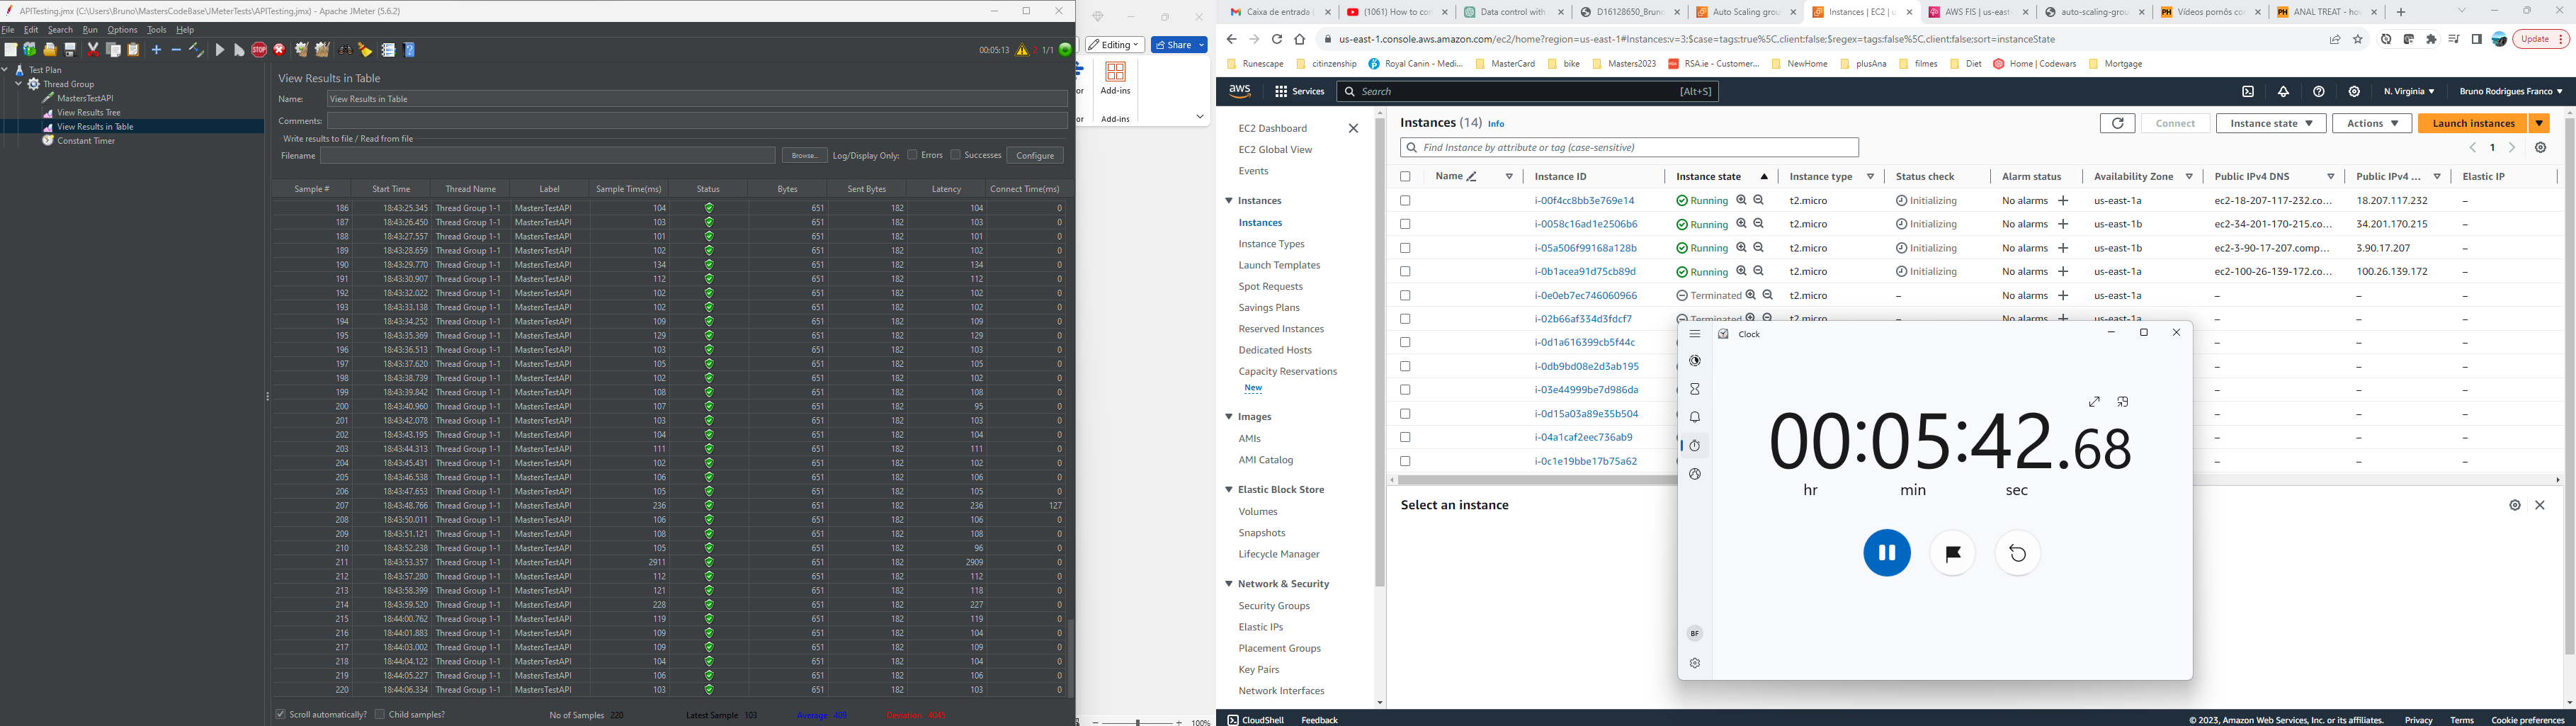 APITesting.jmx (C:\Users\Bruno\MastersCodeBase\JMeterTests\APITesting.jmx) - Apache JMeter (5.6.2)
File Edit Search Run Options Tools Help
00:05:13 1/1
Test Plan
Thread Group
MastersTestAPI
View Results Tree
View Results in Table
Constant Timer
View Results in Table
Name: View Results in Table
Comments:
Write results to file / Read from file
Filename Browse... Log/Display Only: Errors Successes Configure
Sample # Start Time Thread Name Label Sample Time(ms) Status Bytes Sent Bytes Latency Connect Time(ms)
186 18:43:25.345 Thread Group 1-1 MastersTestAPI 104 651 182 104 0
187 18:43:26.450 Thread Group 1-1 MastersTestAPI 103 651 182 103 0
188 18:43:27.557 Thread Group 1-1 MastersTestAPI 101 651 182 101 0
189 18:43:28.659 Thread Group 1-1 MastersTestAPI 102 651 182 102 0
190 18:43:29.770 Thread Group 1-1 MastersTestAPI 134 651 182 134 0
191 18:43:30.907 Thread Group 1-1 MastersTestAPI 112 651 182 112 0
192 18:43:32.022 Thread Group 1-1 MastersTestAPI 102 651 182 102 0
193 18:43:33.138 Thread Group 1-1 MastersTestAPI 102 651 182 102 0
194 18:43:34.252 Thread Group 1-1 MastersTestAPI 109 651 182 109 0
195 18:43:35.369 Thread Group 1-1 MastersTestAPI 129 651 182 129 0
196 18:43:36.513 Thread Group 1-1 MastersTestAPI 103 651 182 103 0
197 18:43:37.620 Thread Group 1-1 MastersTestAPI 105 651 182 105 0
198 18:43:38.739 Thread Group 1-1 MastersTestAPI 102 651 182 102 0
199 18:43:39.842 Thread Group 1-1 MastersTestAPI 108 651 182 108 0
200 18:43:40.960 Thread Group 1-1 MastersTestAPI 107 651 182 95 0
201 18:43:42.078 Thread Group 1-1 MastersTestAPI 103 651 182 103 0
202 18:43:43.195 Thread Group 1-1 MastersTestAPI 104 651 182 104 0
203 18:43:44.313 Thread Group 1-1 MastersTestAPI 111 651 182 111 0
204 18:43:45.431 Thread Group 1-1 MastersTestAPI 102 651 182 102 0
205 18:43:46.538 Thread Group 1-1 MastersTestAPI 106 651 182 106 0
206 18:43:47.653 Thread Group 1-1 MastersTestAPI 105 651 182 105 0
207 18:43:48.766 Thread Group 1-1 MastersTestAPI 236 651 182 236 127
208 18:43:50.011 Thread Group 1-1 MastersTestAPI 106 651 182 106 0
209 18:43:51.121 Thread Group 1-1 MastersTestAPI 108 651 182 108 0
210 18:43:52.238 Thread Group 1-1 MastersTestAPI 105 651 182 96 0
211 18:43:53.357 Thread Group 1-1 MastersTestAPI 2911 651 182 2909 0
212 18:43:57.280 Thread Group 1-1 MastersTestAPI 112 651 182 112 0
213 18:43:58.399 Thread Group 1-1 MastersTestAPI 121 651 182 118 0
214 18:43:59.520 Thread Group 1-1 MastersTestAPI 228 651 182 227 0
215 18:44:00.762 Thread Group 1-1 MastersTestAPI 119 651 182 119 0
216 18:44:01.883 Thread Group 1-1 MastersTestAPI 109 651 182 104 0
217 18:44:03.002 Thread Group 1-1 MastersTestAPI 109 651 182 109 0
218 18:44:04.122 Thread Group 1-1 MastersTestAPI 104 651 182 104 0
219 18:44:05.227 Thread Group 1-1 MastersTestAPI 106 651 182 106 0
220 18:44:06.334 Thread Group 1-1 MastersTestAPI 103 651 182 103 0
Scroll automatically? Child samples? No of Samples 220 Latest Sample 103 Average 409 Deviation 4045
Editing Share
or Add-ins
or Add-ins
100%
Caixa de entrada (1061) How to con Data control with D16128650_Brun Auto Scaling grou Instances | EC2 | u AWS FIS | us-east- auto-scaling-grou Vídeos pornôs co ANAL TREAT - ho
us-east-1.console.aws.amazon.com/ec2/home?region=us-east-1#Instances:v=3;$case=tags:true%5C,client:false;$regex=tags:false%5C,client:false;sort=instanceState
Update
Runescape citizenship Royal Canin - Medi... MasterCard bike Masters2023 RSA.ie - Customer... NewHome plusAna filmes Diet Home | Codewars Mortgage
aws Services Search [Alt+S] N. Virginia Bruno Rodrigues Franco
EC2 Dashboard
EC2 Global View
Events
Instances
Instances
Instance Types
Launch Templates
Spot Requests
Savings Plans
Reserved Instances
Dedicated Hosts
Capacity Reservations
New
Images
AMIs
AMI Catalog
Elastic Block Store
Volumes
Snapshots
Lifecycle Manager
Network & Security
Security Groups
Elastic IPs
Placement Groups
Key Pairs
Network Interfaces
Instances (14) Info Connect Instance state Actions Launch instances
Find Instance by attribute or tag (case-sensitive) 1
Name Instance ID Instance state Instance type Status check Alarm status Availability Zone Public IPv4 DNS Public IPv4 ... Elastic IP
i-00f4cc8bb3e769e14 Running t2.micro Initializing No alarms us-east-1a ec2-18-207-117-232.co... 18.207.117.232 –
i-0058c16ad1e2506b6 Running t2.micro Initializing No alarms us-east-1b ec2-34-201-170-215.co... 34.201.170.215 –
i-05a506f99168a128b Running t2.micro Initializing No alarms us-east-1b ec2-3-90-17-207.comp... 3.90.17.207 –
i-0b1acea91d75cb89d Running t2.micro Initializing No alarms us-east-1a ec2-100-26-139-172.co... 100.26.139.172 –
i-0e0eb7ec746060966 Terminated t2.micro – No alarms us-east-1a – – –
i-02b66af334d3fdcf7 Terminated t2.micro No alarms us-east-1a – – –
i-0d1a616399cb5f44c – – –
i-0db9bd08e2d3ab195 – – –
i-03e44999be7d986da – – –
i-0d15a03a89e35b504 – – –
i-04a1caf2eec736ab9 – – –
i-0c1e19bbe17b75a62 – – –
Select an instance
Clock
00:05:42.68
hr min sec
BF
CloudShell Feedback © 2023, Amazon Web Services, Inc. or its affiliates. Privacy Terms Cookie preferences